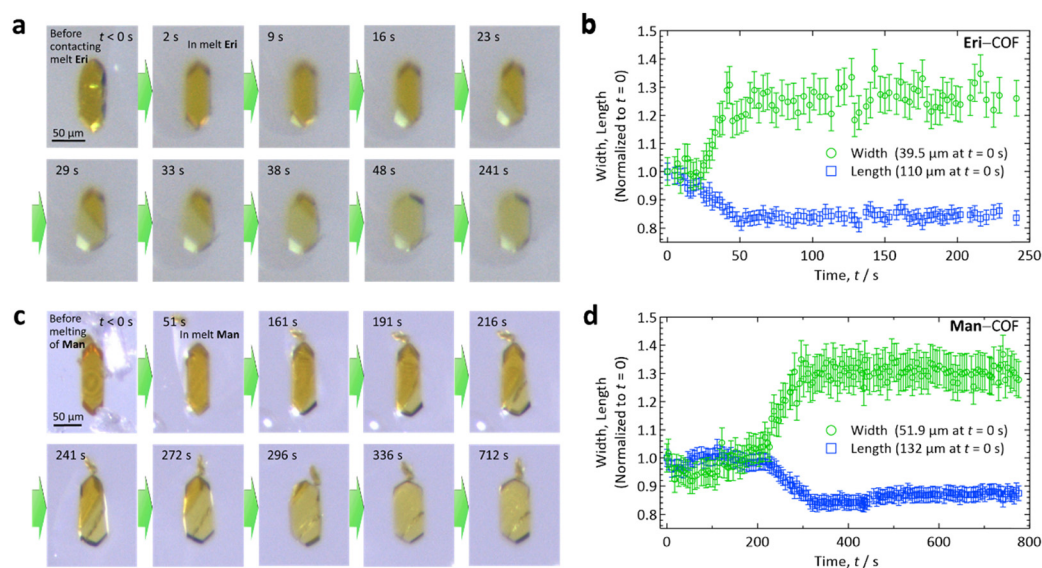 a
Before
contacting
melt Eri
t < 0 s
50 µm
2 s
In melt Eri
9 s
16 s
23 s
29 s
33 s
38 s
48 s
241 s
b
Eri–COF
Width, Length
(Normalized to t = 0)
1.5
1.4
1.3
1.2
1.1
1.0
0.9
0.8
Width (39.5 µm at t = 0 s)
Length (110 µm at t = 0 s)
0
50
100
150
200
250
Time, t / s
c
Before
melting
of Man
t < 0 s
50 µm
51 s
In melt Man
161 s
191 s
216 s
241 s
272 s
296 s
336 s
712 s
d
Man–COF
Width, Length
(Normalized to t = 0)
1.5
1.4
1.3
1.2
1.1
1.0
0.9
0.8
Width (51.9 µm at t = 0 s)
Length (132 µm at t = 0 s)
0
200
400
600
800
Time, t / s